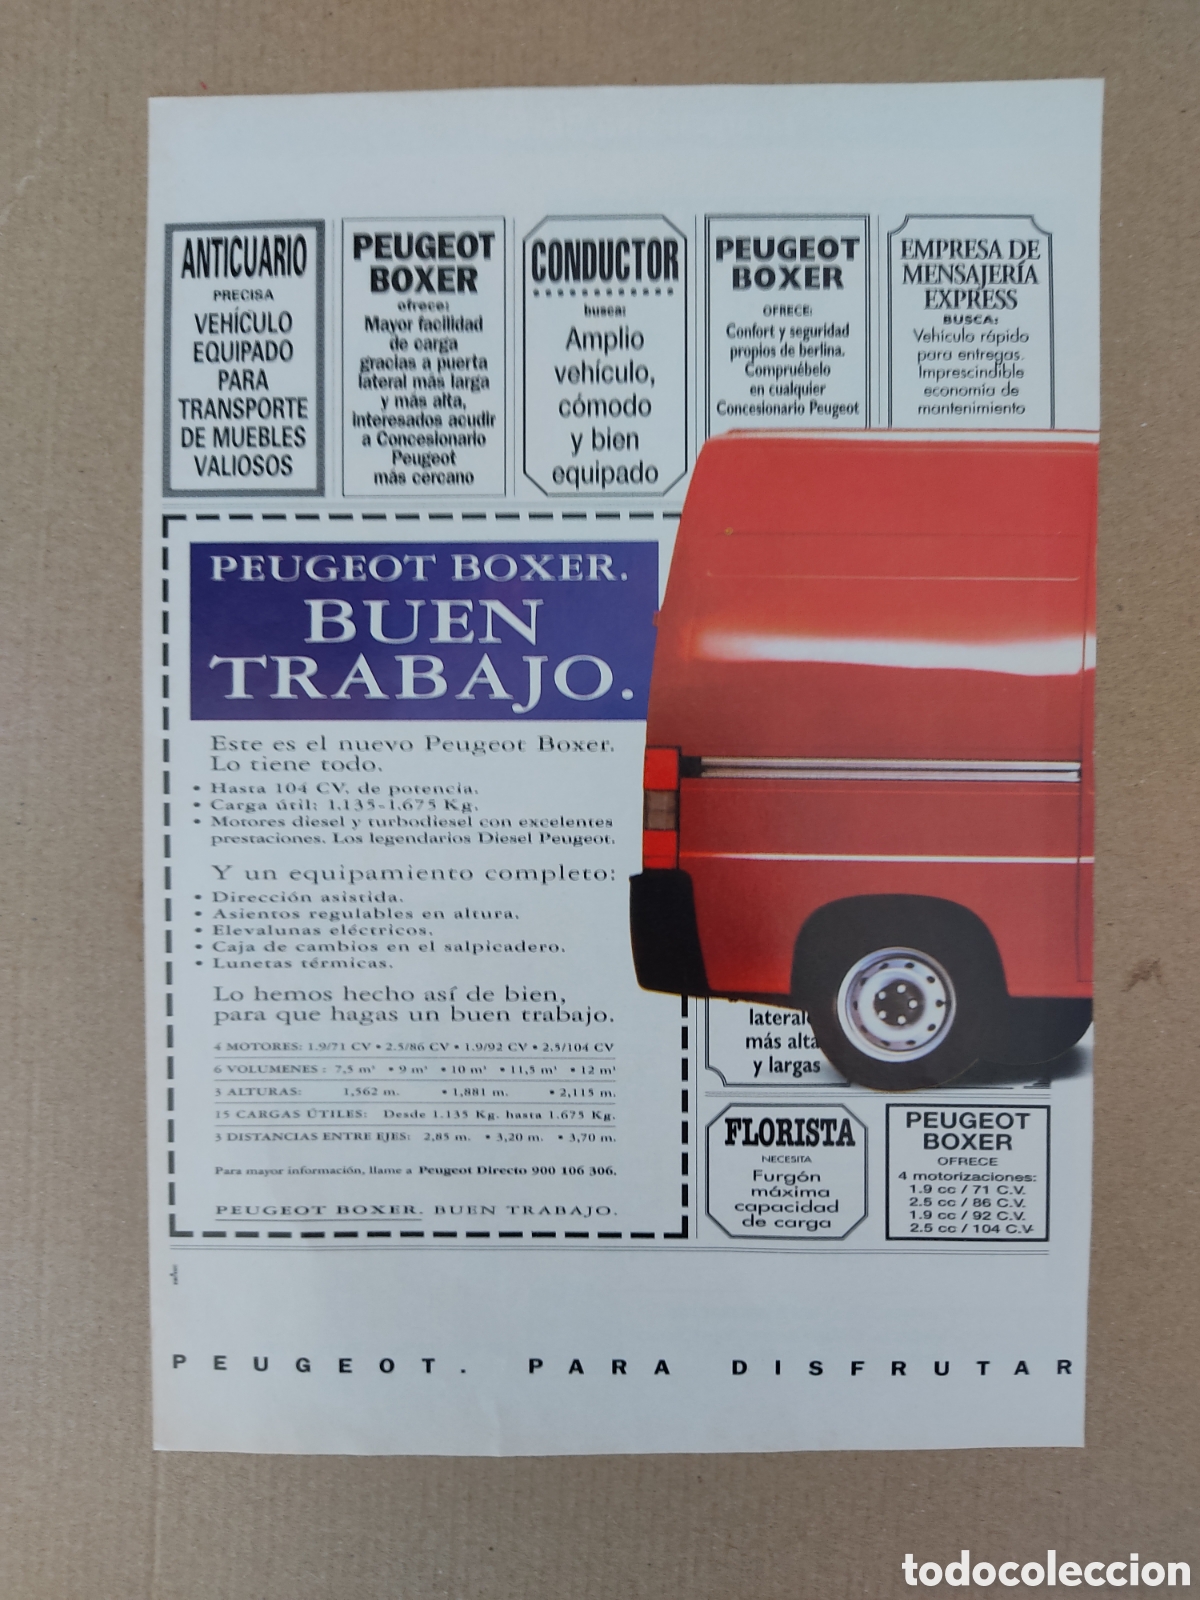 ANTICUARIO
PRECISA
VEHÍCULO
EQUIPADO
PARA
TRANSPORTE
DE MUEBLES
VALIOSOS
PEUGEOT
BOXER
ofrece:
Mayor facilidad
de carga
gracias a puerta
lateral más larga
y más alta,
interesados acudir
a Concesionario
Peugeot
más cercano
CONDUCTOR
busca:
Amplio
vehículo,
cómodo
y bien
equipado
PEUGEOT
BOXER
OFRECE:
Confort y seguridad
propios de berlina.
Compruébelo
en cualquier
Concesionario Peugeot
EMPRESA DE
MENSAJERÍA
EXPRESS
BUSCA:
Vehículo rápido
para entregas.
Imprescindible
economía de
mantenimiento
PEUGEOT BOXER.
BUEN
TRABAJO.
Este es el nuevo Peugeot Boxer.
Lo tiene todo.
• Hasta 104 CV. de potencia.
• Carga útil: 1.135-1.675 Kg.
• Motores diesel y turbodiesel con excelentes
prestaciones. Los legendarios Diesel Peugeot.
Y un equipamiento completo:
• Dirección asistida.
• Asientos regulables en altura.
• Elevalunas eléctricos.
• Caja de cambios en el salpicadero.
• Lunetas térmicas.
Lo hemos hecho así de bien,
para que hagas un buen trabajo.
4 MOTORES: 1.9/71 CV • 2.5/86 CV • 1.9/92 CV • 2.5/104 CV
6 VOLUMENES : 7,5 m³ • 9 m³ • 10 m³ • 11,5 m³ • 12 m³
3 ALTURAS: 1,562 m. • 1,881 m. • 2,115 m.
15 CARGAS ÚTILES: Desde 1.135 Kg. hasta 1.675 Kg.
3 DISTANCIAS ENTRE EJES: 2,85 m. • 3,20 m. • 3,70 m.
Para mayor información, llame a Peugeot Directo 900 106 306.
PEUGEOT BOXER. BUEN TRABAJO.
lateral
más alta
y largas
FLORISTA
NECESITA
Furgón
máxima
capacidad
de carga
PEUGEOT
BOXER
OFRECE
4 motorizaciones:
1.9 cc / 71 C.V.
2.5 cc / 86 C.V.
1.9 cc / 92 C.V.
2.5 cc / 104 C.V.
PEUGEOT. PARA DISFRUTAR
todocoleccion